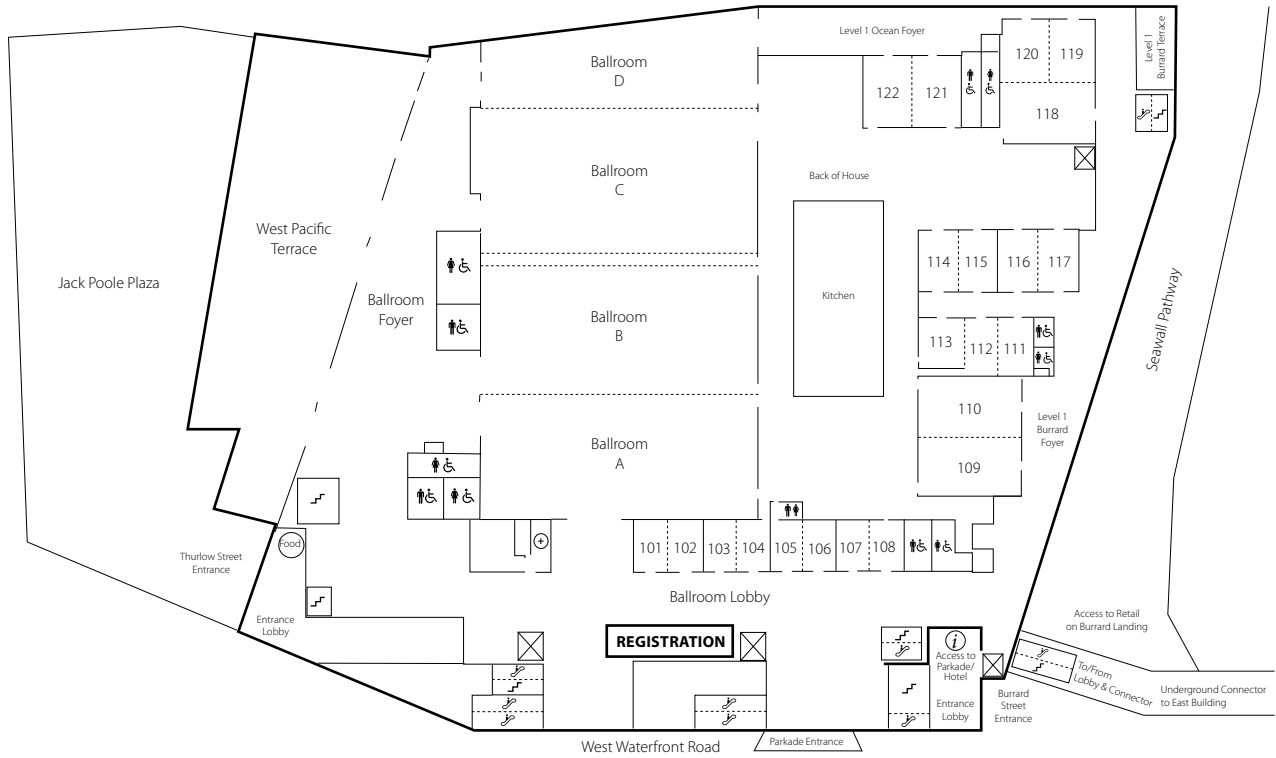 Level 1 Ocean Foyer
Level 1
Burrard Terrace
Ballroom
D
120
119
122
121
118
Ballroom
C
Back of House
West Pacific
Terrace
114
115
116
117
Jack Poole Plaza
Ballroom
Foyer
Kitchen
Seawall Pathway
Ballroom
B
113
112
111
110
Level 1
Burrard
Foyer
Ballroom
A
109
Food
101
102
103
104
105
106
107
108
Thurlow Street
Entrance
Ballroom Lobby
Entrance
Lobby
REGISTRATION
i
Access to
Parkade/
Hotel
Entrance
Lobby
Access to Retail
on Burrard Landing
To/From
Lobby & Connector
Underground Connector
to East Building
Burrard
Street
Entrance
West Waterfront Road
Parkade Entrance